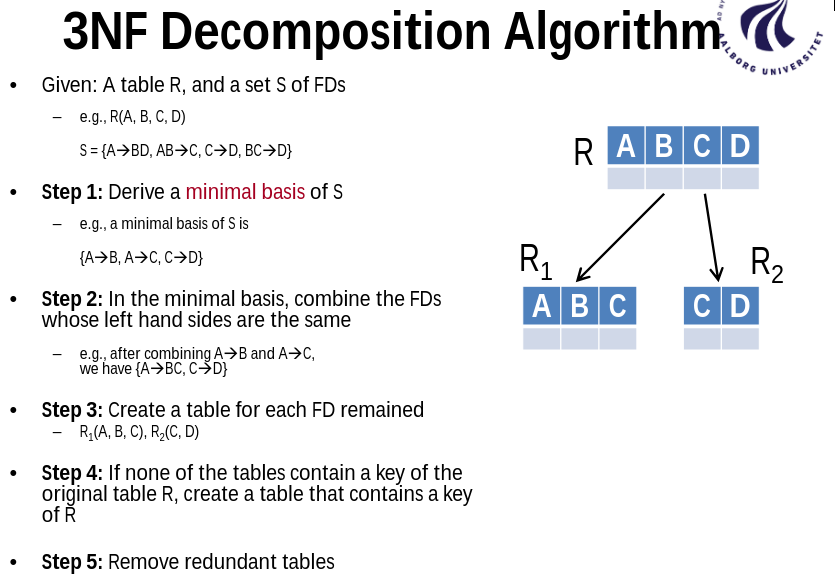 3NF Decomposition Algorithm
• Given: A table R, and a set S of FDs
– e.g., R(A, B, C, D)
S = {A→BD, AB→C, C→D, BC→D}
• Step 1: Derive a minimal basis of S
– e.g., a minimal basis of S is
{A→B, A→C, C→D}
• Step 2: In the minimal basis, combine the FDs
whose left hand sides are the same
– e.g., after combining A→B and A→C,
we have {A→BC, C→D}
• Step 3: Create a table for each FD remained
– R₁(A, B, C), R₂(C, D)
• Step 4: If none of the tables contain a key of the
original table R, create a table that contains a key
of R
• Step 5: Remove redundant tables
AALBORG UNIVERSITET
R A B C D
R₁
R₂
A B C
C D